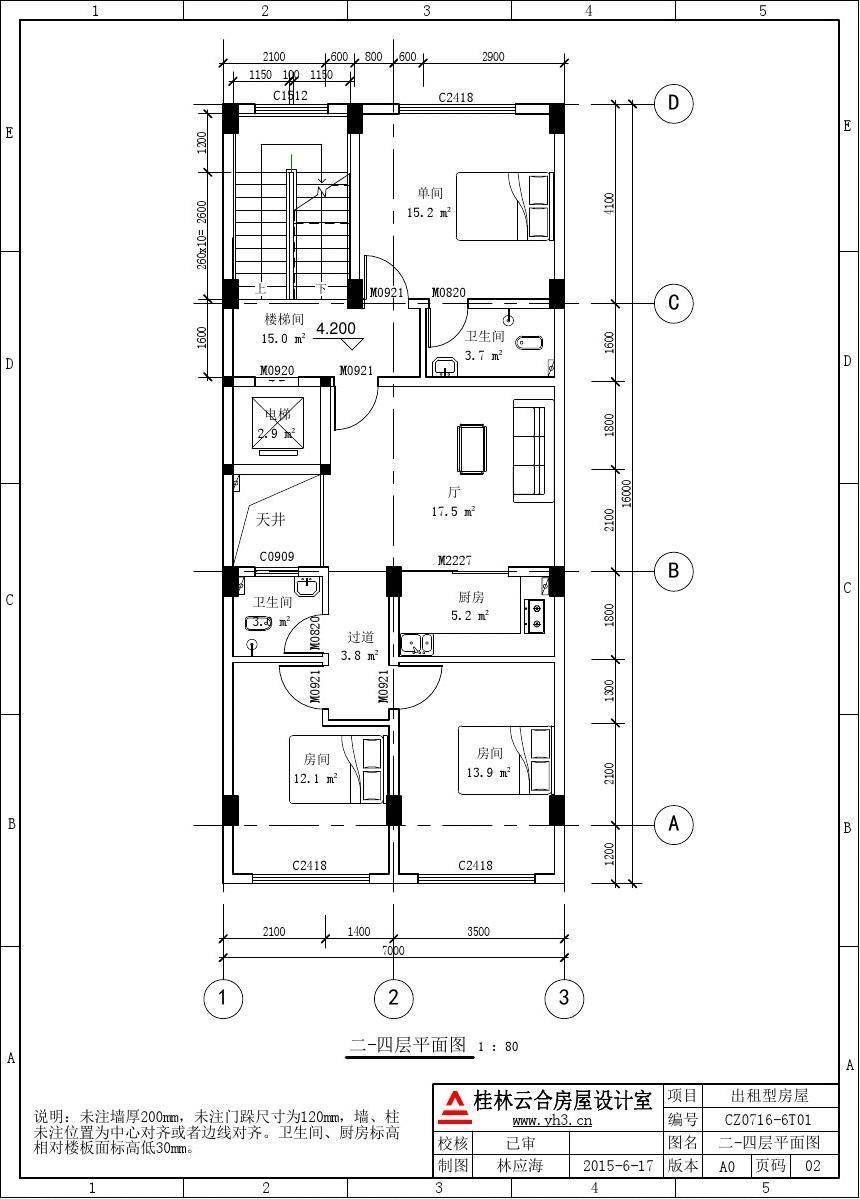 1 2 3 4 5
2100 600 800 600 2900
1150 100 1150
C1512 C2418 D
E E
1200
单间
15.2 m²
4100
260x10= 2600
上 下
M0921 M0820 C
楼梯间
15.0 m² 4.200
卫生间
3.7 m²
1600 1600
D D
M0920 M0921
电梯
2.9 m²
1800
厅
17.5 m²
16000
2100
天井
C0909 M2227 B
C C
卫生间
厨房
5.2 m²
1800
M0820
过道
3.8 m²
M0921 M0921
1300
房间
12.1 m²
房间
13.9 m²
2100
B A B
1200
C2418 C2418
2100 1400 3500
7000
1 2 3
二-四层平面图 1 : 80
A A
说明: 未注墙厚200mm, 未注门跺尺寸为120mm, 墙、柱
未注位置为中心对齐或者边线对齐。卫生间、厨房标高
相对楼板面标高低30mm。
桂林云合房屋设计室
www.yh3.cn
项目 出租型房屋
编号 CZ0716-6T01
校核 已审 图名 二-四层平面图
制图 林应海 2015-6-17 版本 A0 页码 02
1 2 3 4 5